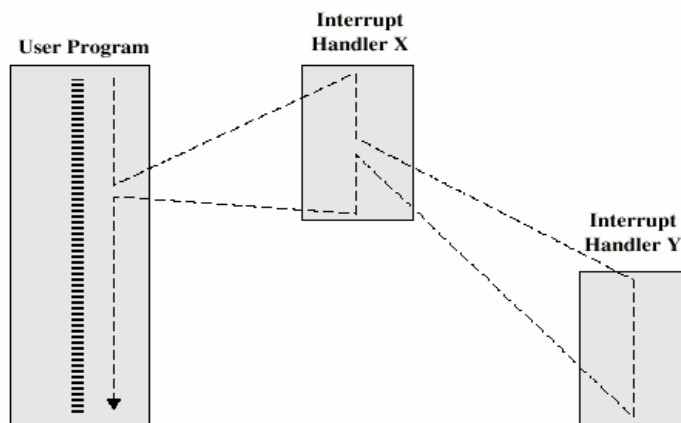 User Program
Interrupt
Handler X
Interrupt
Handler Y